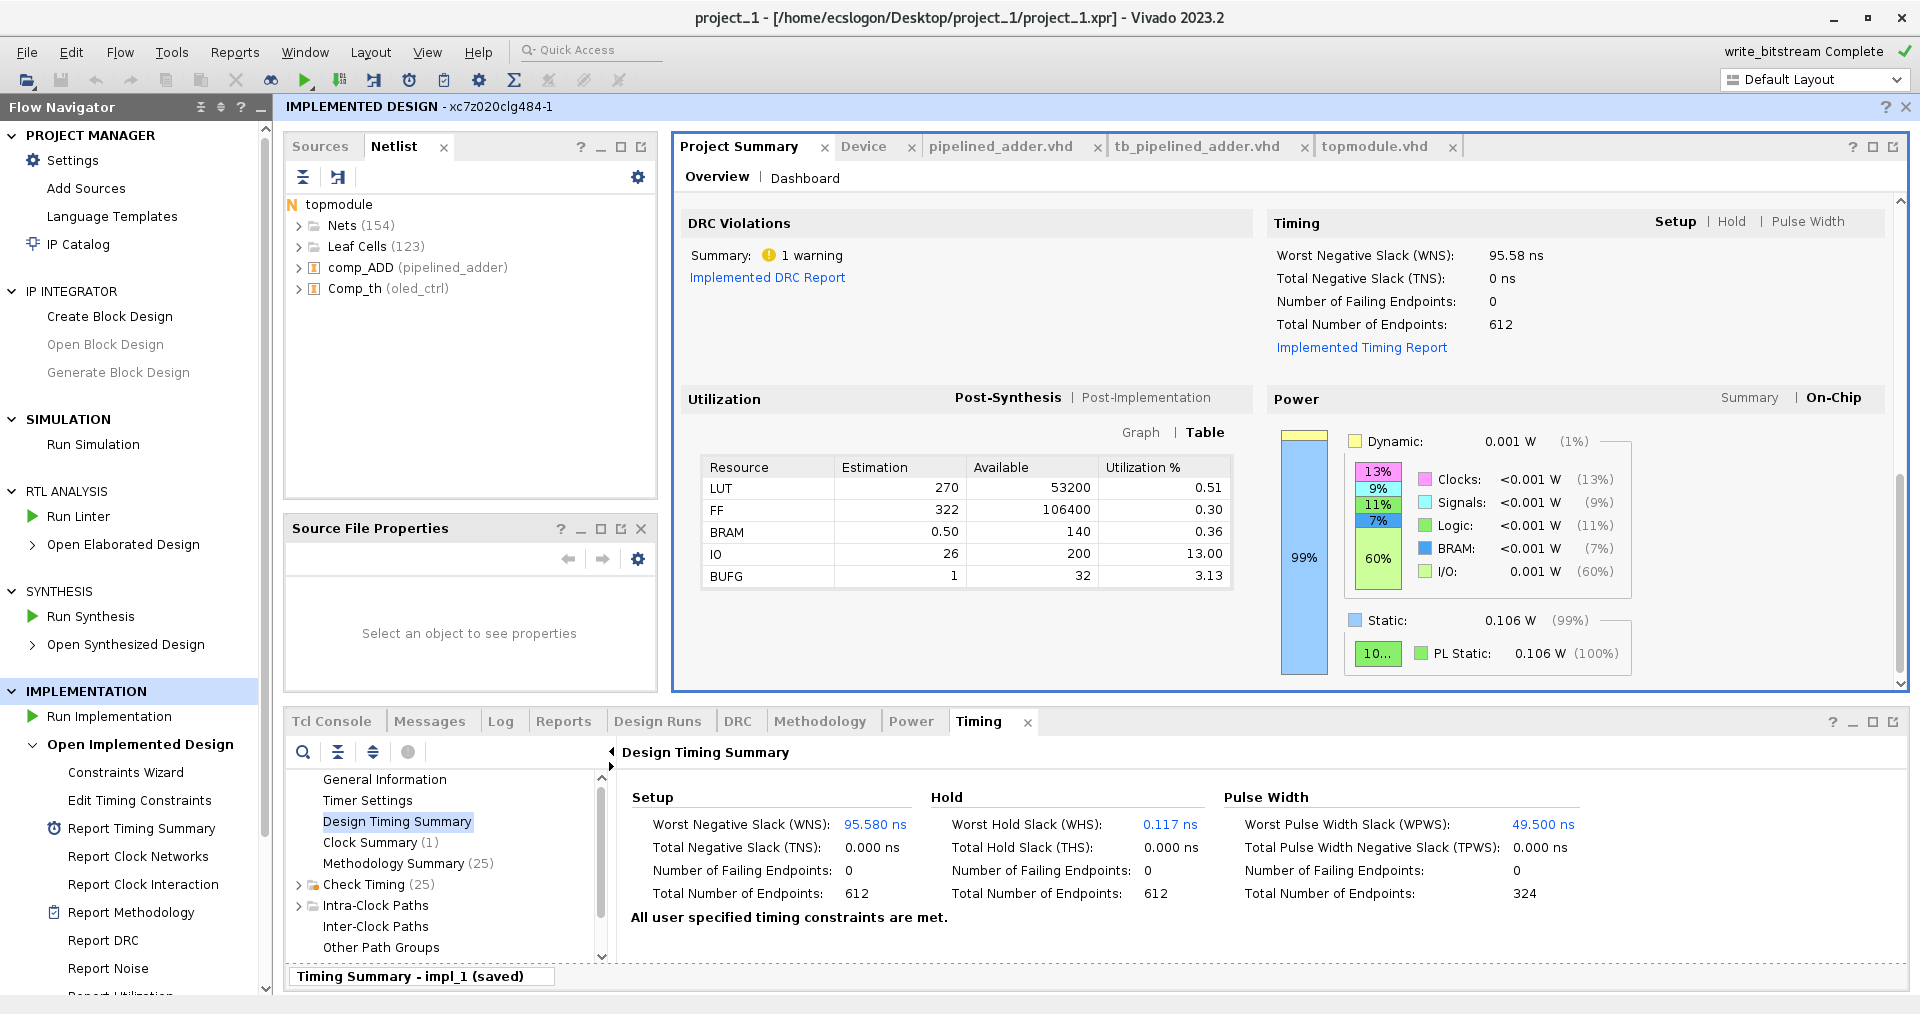 project_1 - [/home/ecslogon/Desktop/project_1/project_1.xpr] - Vivado 2023.2
File Edit Flow Tools Reports Window Layout View Help Quick Access
write_bitstream Complete
Default Layout
Flow Navigator
PROJECT MANAGER
Settings
Add Sources
Language Templates
IP Catalog
IP INTEGRATOR
Create Block Design
Open Block Design
Generate Block Design
SIMULATION
Run Simulation
RTL ANALYSIS
Run Linter
Open Elaborated Design
SYNTHESIS
Run Synthesis
Open Synthesized Design
IMPLEMENTATION
Run Implementation
Open Implemented Design
Constraints Wizard
Edit Timing Constraints
Report Timing Summary
Report Clock Networks
Report Clock Interaction
Report Methodology
Report DRC
Report Noise
Report Utilization
IMPLEMENTED DESIGN - xc7z020clg484-1
Sources Netlist
N topmodule
Nets (154)
Leaf Cells (123)
comp_ADD (pipelined_adder)
Comp_th (oled_ctrl)
Source File Properties
Select an object to see properties
Project Summary Device pipelined_adder.vhd tb_pipelined_adder.vhd topmodule.vhd
Overview | Dashboard
DRC Violations
Summary: 1 warning
Implemented DRC Report
Timing Setup | Hold | Pulse Width
Worst Negative Slack (WNS): 95.58 ns
Total Negative Slack (TNS): 0 ns
Number of Failing Endpoints: 0
Total Number of Endpoints: 612
Implemented Timing Report
Utilization Post-Synthesis | Post-Implementation
Graph | Table
Resource Estimation Available Utilization %
LUT 270 53200 0.51
FF 322 106400 0.30
BRAM 0.50 140 0.36
IO 26 200 13.00
BUFG 1 32 3.13
Power Summary | On-Chip
99%
Dynamic: 0.001 W (1%)
13%
9%
11%
7%
60%
Clocks: <0.001 W (13%)
Signals: <0.001 W (9%)
Logic: <0.001 W (11%)
BRAM: <0.001 W (7%)
I/O: 0.001 W (60%)
Static: 0.106 W (99%)
10... PL Static: 0.106 W (100%)
Tcl Console Messages Log Reports Design Runs DRC Methodology Power Timing
General Information
Timer Settings
Design Timing Summary
Clock Summary (1)
Methodology Summary (25)
Check Timing (25)
Intra-Clock Paths
Inter-Clock Paths
Other Path Groups
Design Timing Summary
Setup Hold Pulse Width
Worst Negative Slack (WNS): 95.580 ns Worst Hold Slack (WHS): 0.117 ns Worst Pulse Width Slack (WPWS): 49.500 ns
Total Negative Slack (TNS): 0.000 ns Total Hold Slack (THS): 0.000 ns Total Pulse Width Negative Slack (TPWS): 0.000 ns
Number of Failing Endpoints: 0 Number of Failing Endpoints: 0 Number of Failing Endpoints: 0
Total Number of Endpoints: 612 Total Number of Endpoints: 612 Total Number of Endpoints: 324
All user specified timing constraints are met.
Timing Summary - impl_1 (saved)